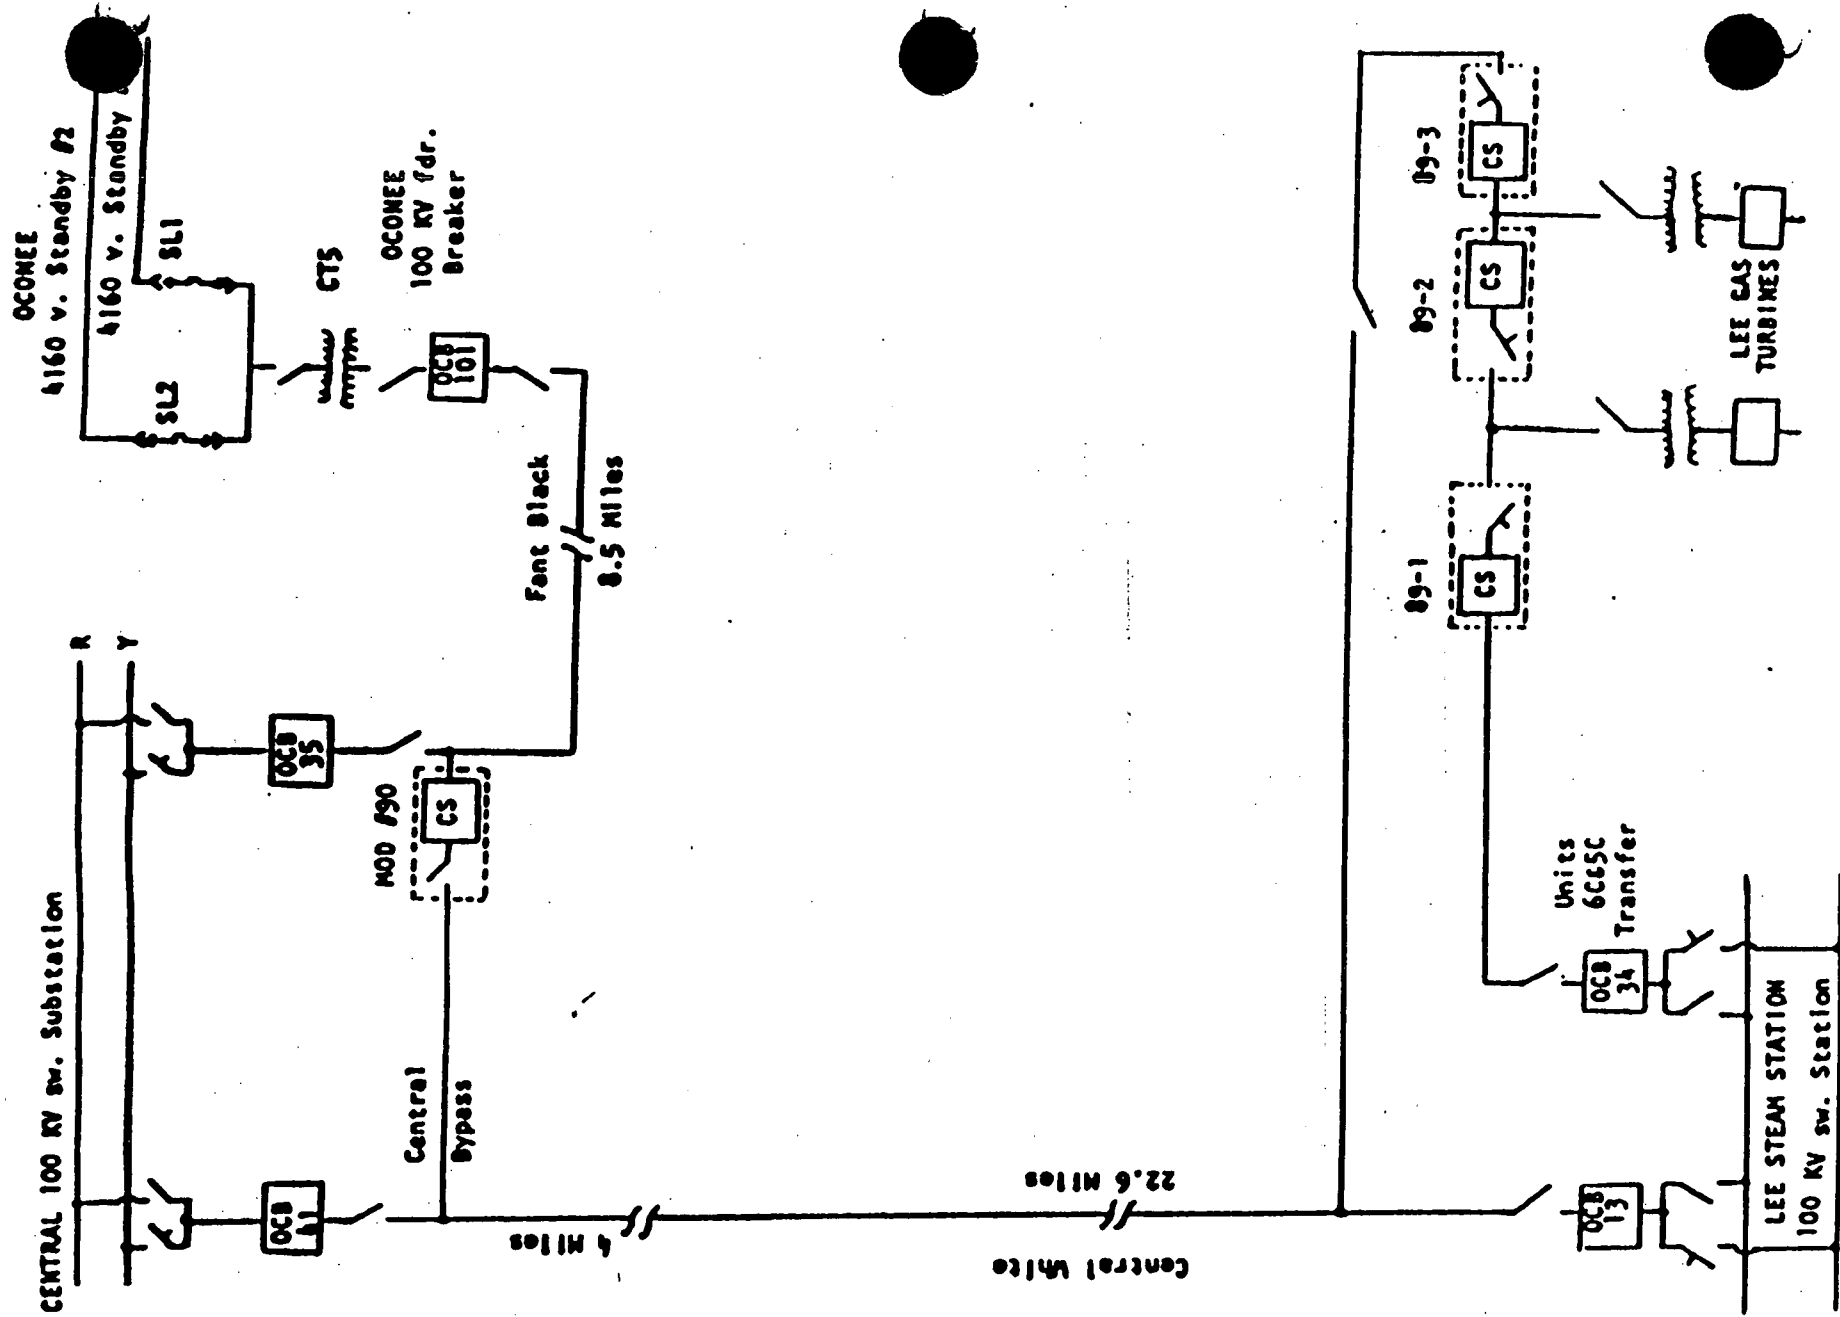 OCONEE
4160 v. Standby #2
4160 v. Standby
SL1
SL2
CT5
OCONEE
100 KV fdr.
Breaker
OCB
101
Fant Black
8.5 Miles
CENTRAL 100 KV sw. Substation
R
Y
OCB
35
MOD #90
CS
OCB
41
Central
Bypass
4 Miles
22.6 Miles
Central White
89-3
CS
89-2
CS
89-1
CS
LEE GAS
TURBINES
Units
6C&5C
Transfer
OCB
34
OCB
13
LEE STEAM STATION
100 KV sw. Station